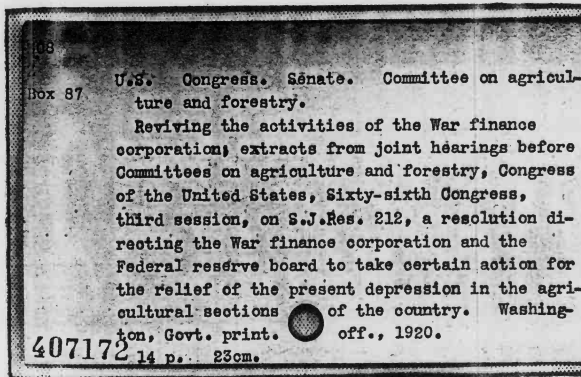 308
Box 87
U.S. Congress. Senate. Committee on agricul-
ture and forestry.
Reviving the activities of the War finance
corporation, extracts from joint hearings before
Committees on agriculture and forestry, Congress
of the United States, Sixty-sixth Congress,
third session, on S.J.Res. 212, a resolution di-
recting the War finance corporation and the
Federal reserve board to take certain action for
the relief of the present depression in the agri-
cultural sections of the country. Washing-
ton, Govt. print. off., 1920.
407172 14 p. 23cm.